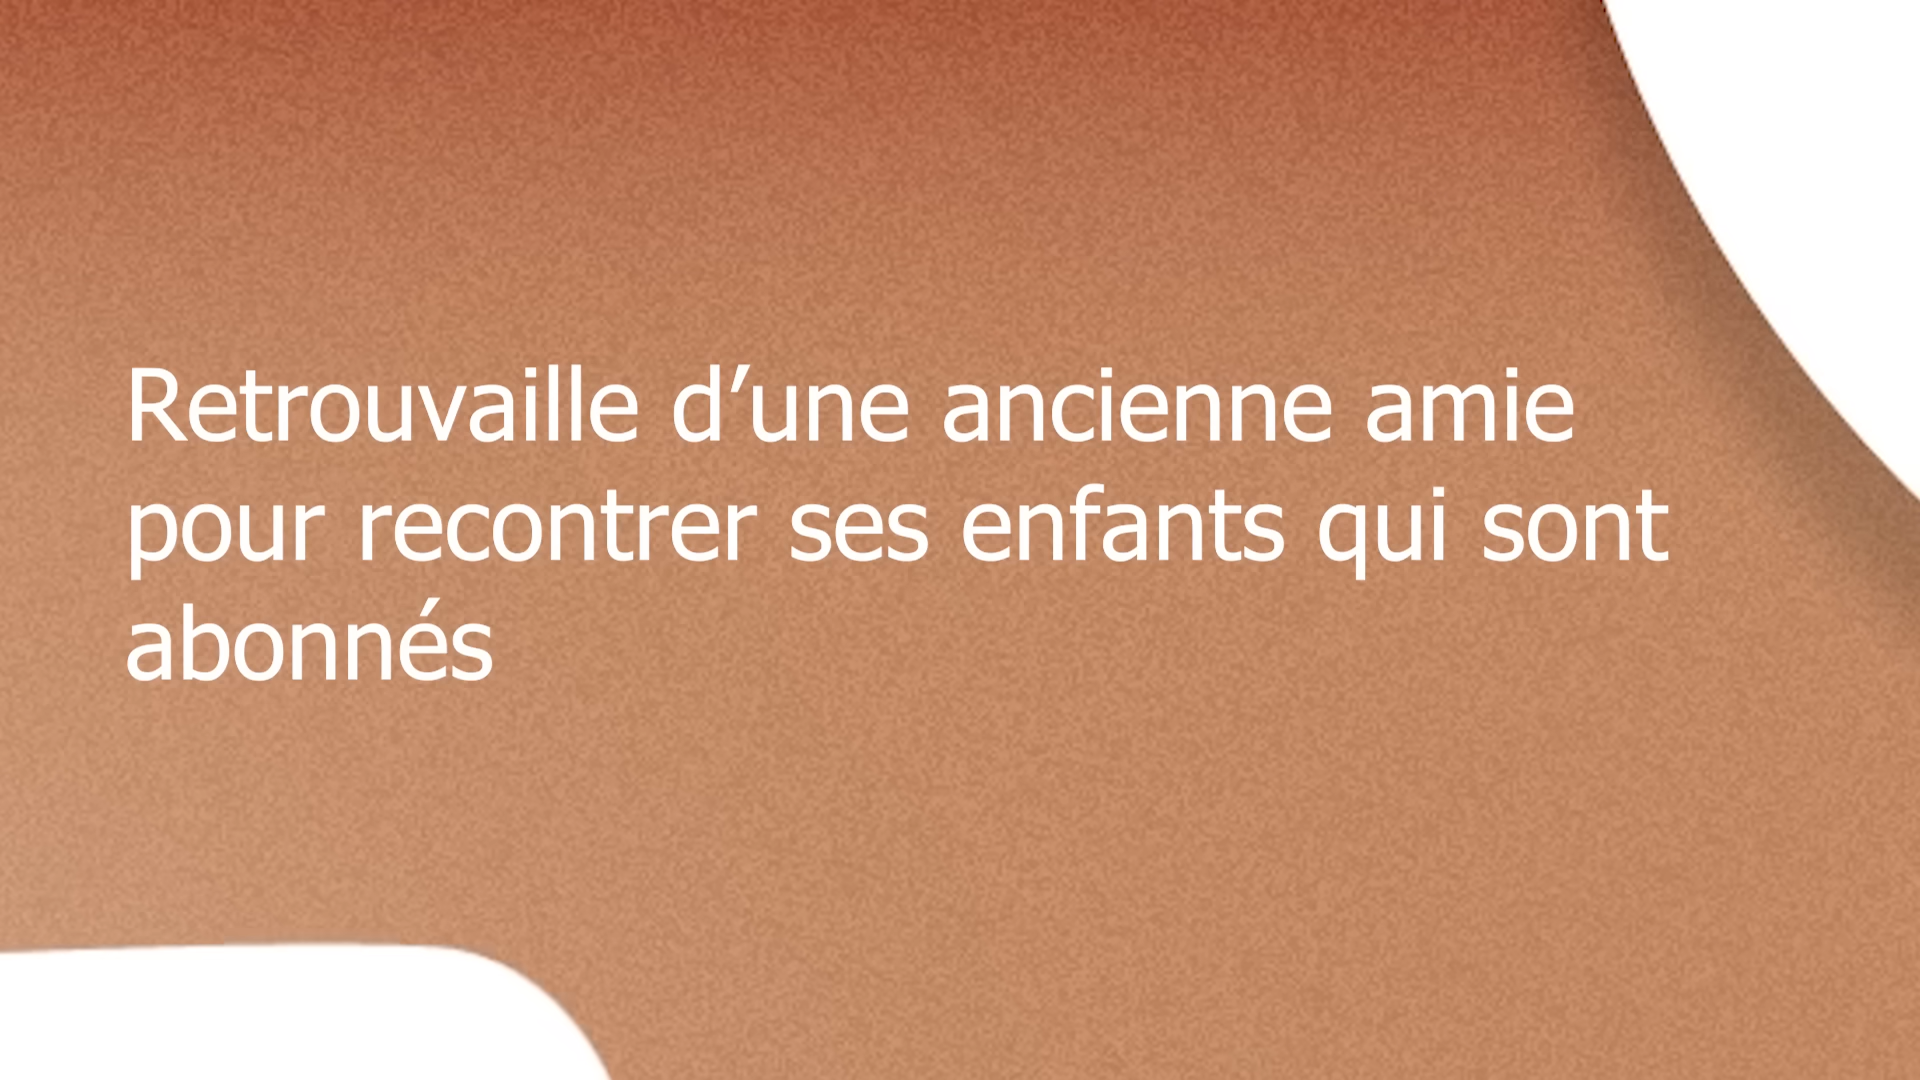 Retrouvaille d’une ancienne amie
pour recontrer ses enfants qui sont
abonnés